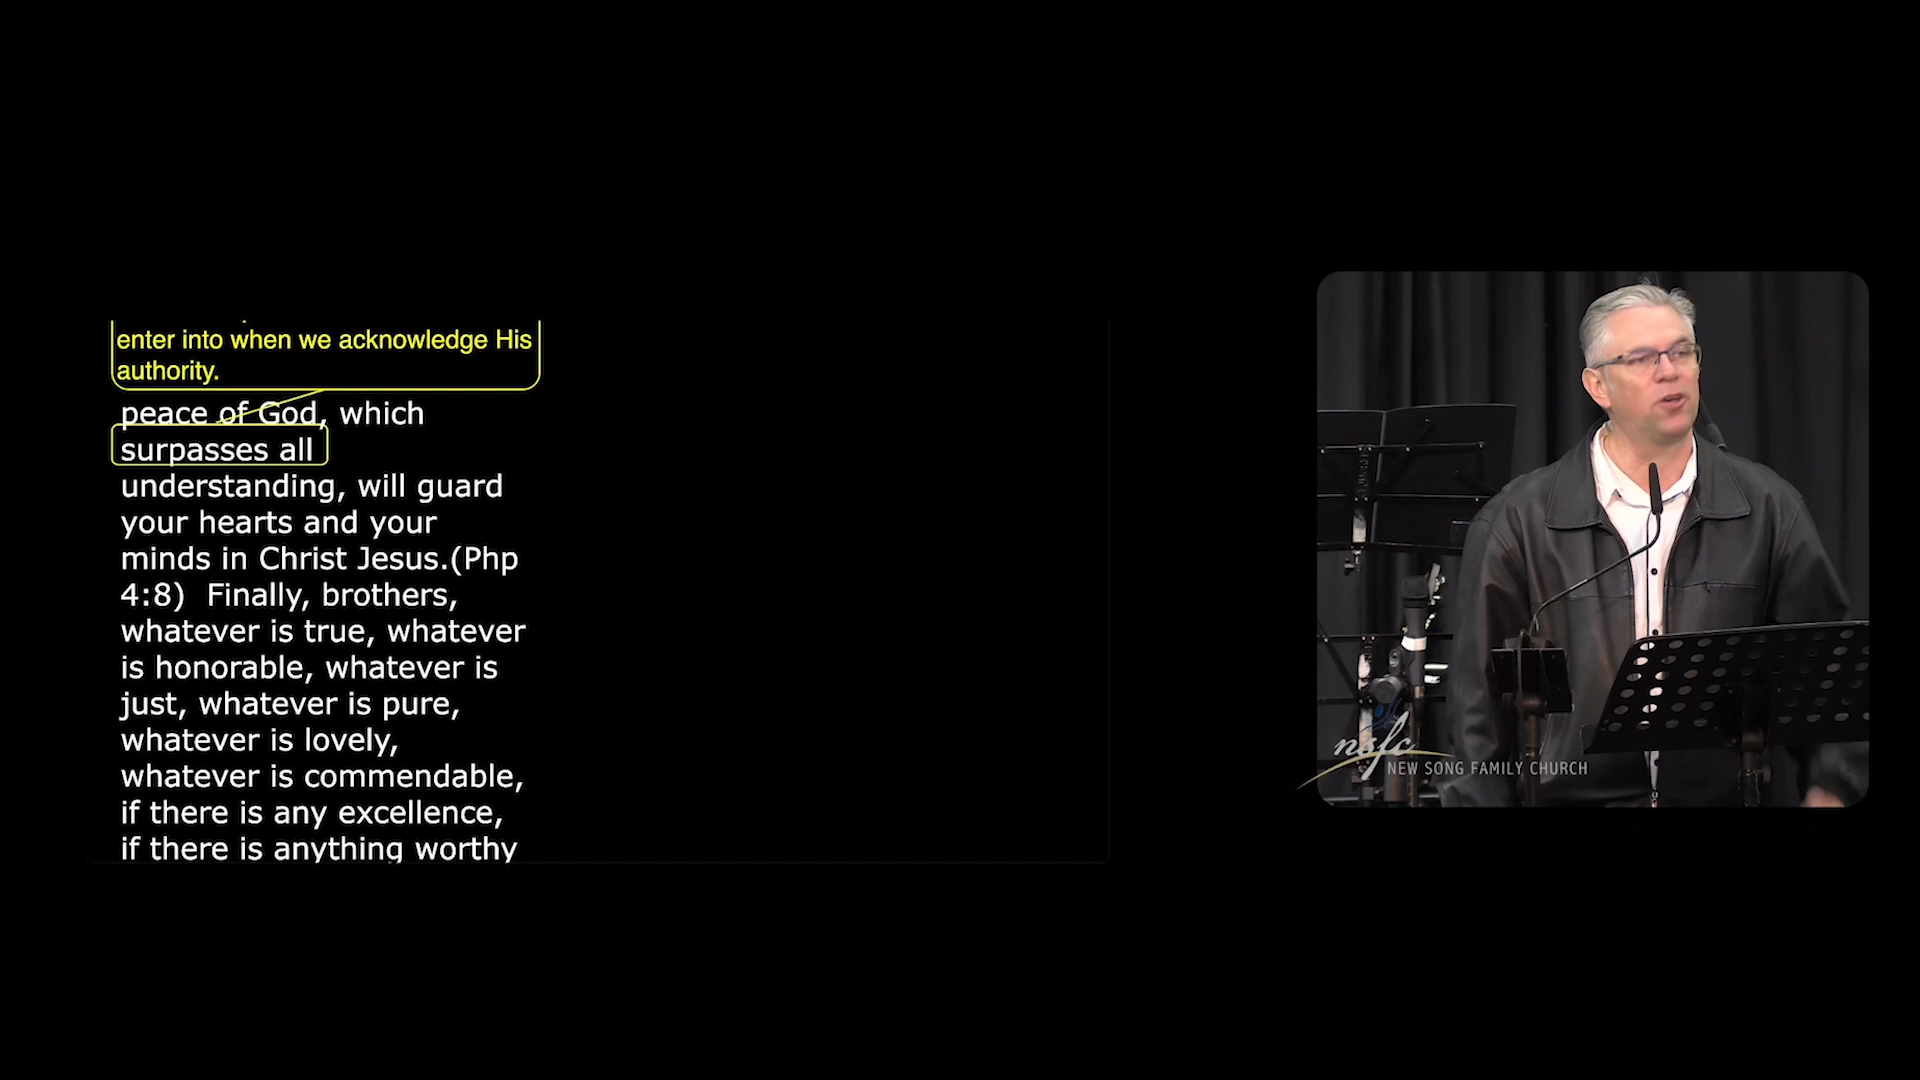 enter into when we acknowledge His
authority.
peace of God, which
surpasses all
understanding, will guard
your hearts and your
minds in Christ Jesus.(Php
4:8)  Finally, brothers,
whatever is true, whatever
is honorable, whatever is
just, whatever is pure,
whatever is lovely,
whatever is commendable,
if there is any excellence,
if there is anything worthy
nsfc
NEW SONG FAMILY CHURCH